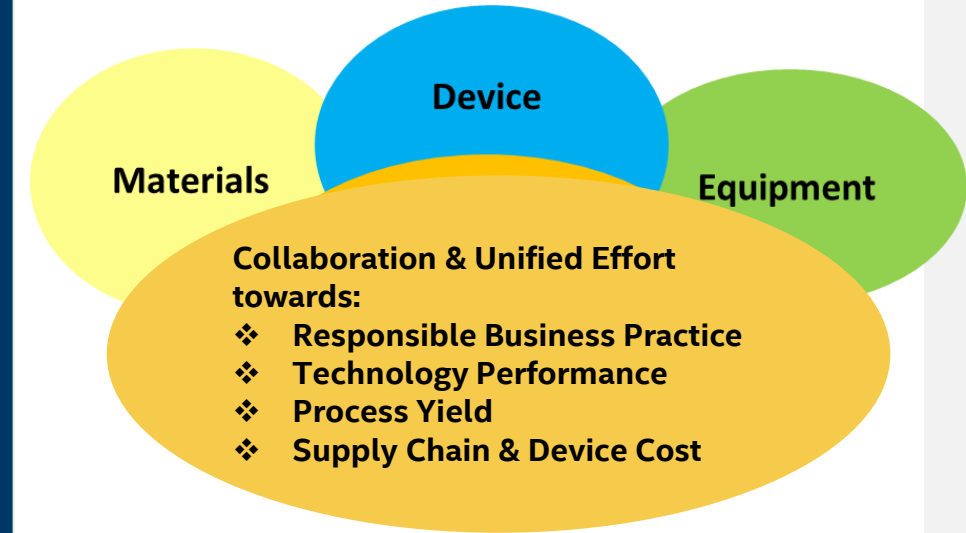 Device
Materials
Equipment
Collaboration & Unified Effort
towards:
❖ Responsible Business Practice
❖ Technology Performance
❖ Process Yield
❖ Supply Chain & Device Cost